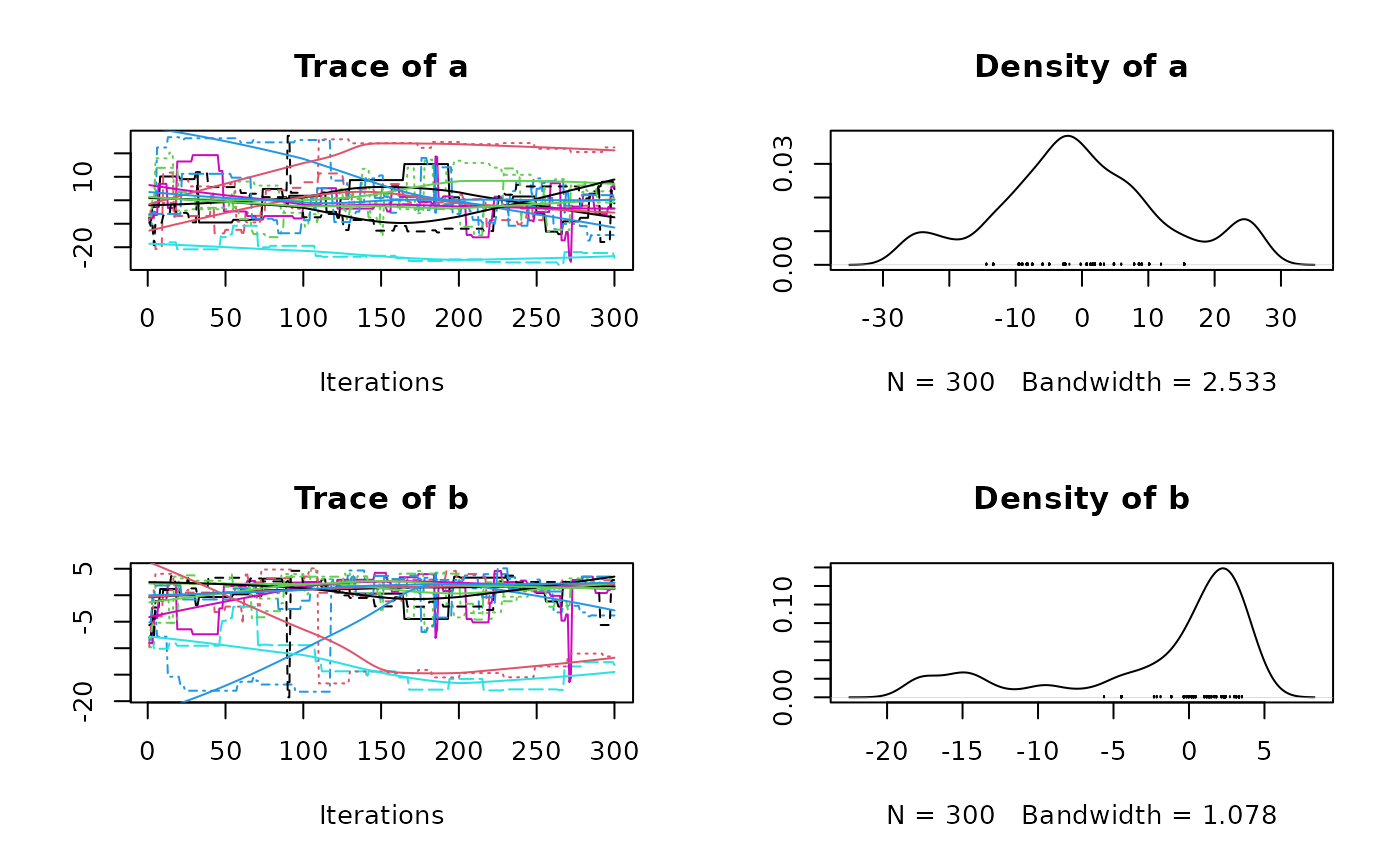 Trace of a
10
-20
0 50 100 150 200 250 300
Iterations
Density of a
0.03
0.00
-30 -10 0 10 20 30
N = 300 Bandwidth = 2.533
Trace of b
5
-5
-20
0 50 100 150 200 250 300
Iterations
Density of b
0.10
0.00
-20 -15 -10 -5 0 5
N = 300 Bandwidth = 1.078